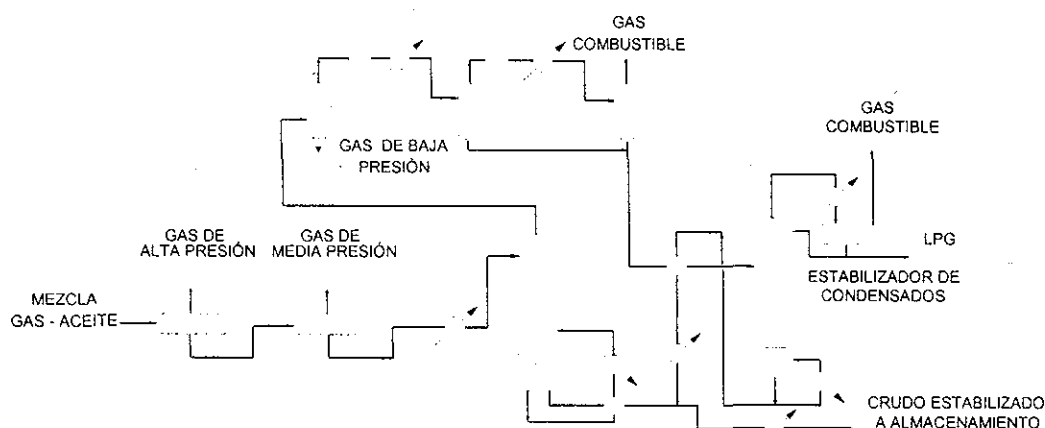 GAS
COMBUSTIBLE
GAS
COMBUSTIBLE
GAS DE BAJA
PRESIÓN
GAS DE
ALTA PRESIÓN
GAS DE
MEDIA PRESIÓN
LPG
ESTABILIZADOR DE
CONDENSADOS
MEZCLA
GAS - ACEITE
CRUDO ESTABILIZADO
A ALMACENAMIENTO